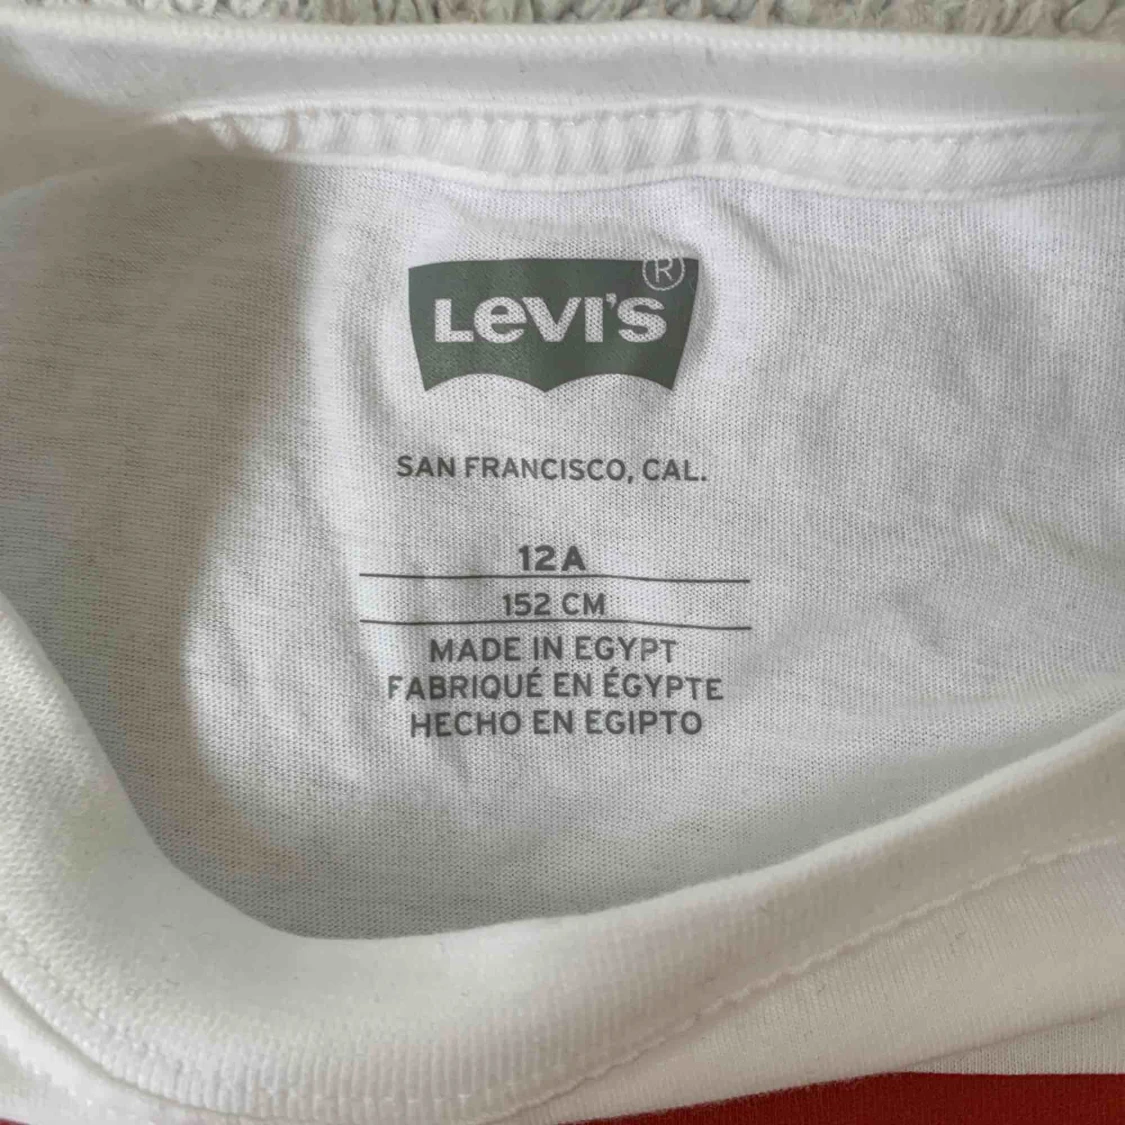 LEVI'S ®
SAN FRANCISCO, CAL.
12A
152 CM
MADE IN EGYPT
FABRIQUÉ EN ÉGYPTE
HECHO EN EGIPTO